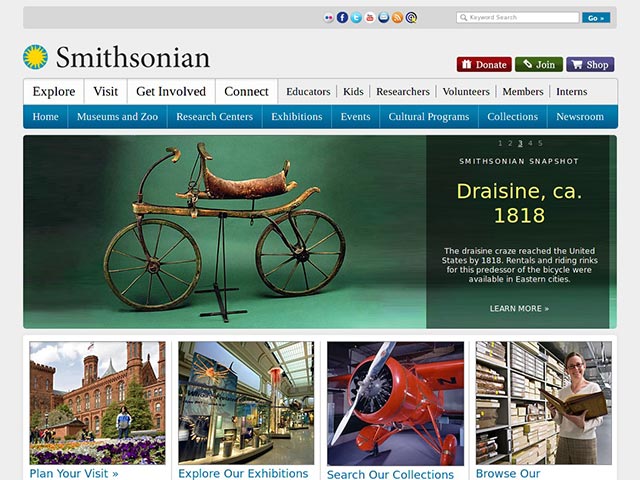 Keyword Search
Go »
Smithsonian
Donate
Join
Shop
Explore
Visit
Get Involved
Connect
Educators
Kids
Researchers
Volunteers
Members
Interns
Home
Museums and Zoo
Research Centers
Exhibitions
Events
Cultural Programs
Collections
Newsroom
1 2 3 4 5
SMITHSONIAN SNAPSHOT
Draisine, ca.
1818
The draisine craze reached the United
States by 1818. Rentals and riding rinks
for this predessor of the bicycle were
available in Eastern cities.
LEARN MORE »
Plan Your Visit »
Explore Our Exhibitions
Search Our Collections
Browse Our